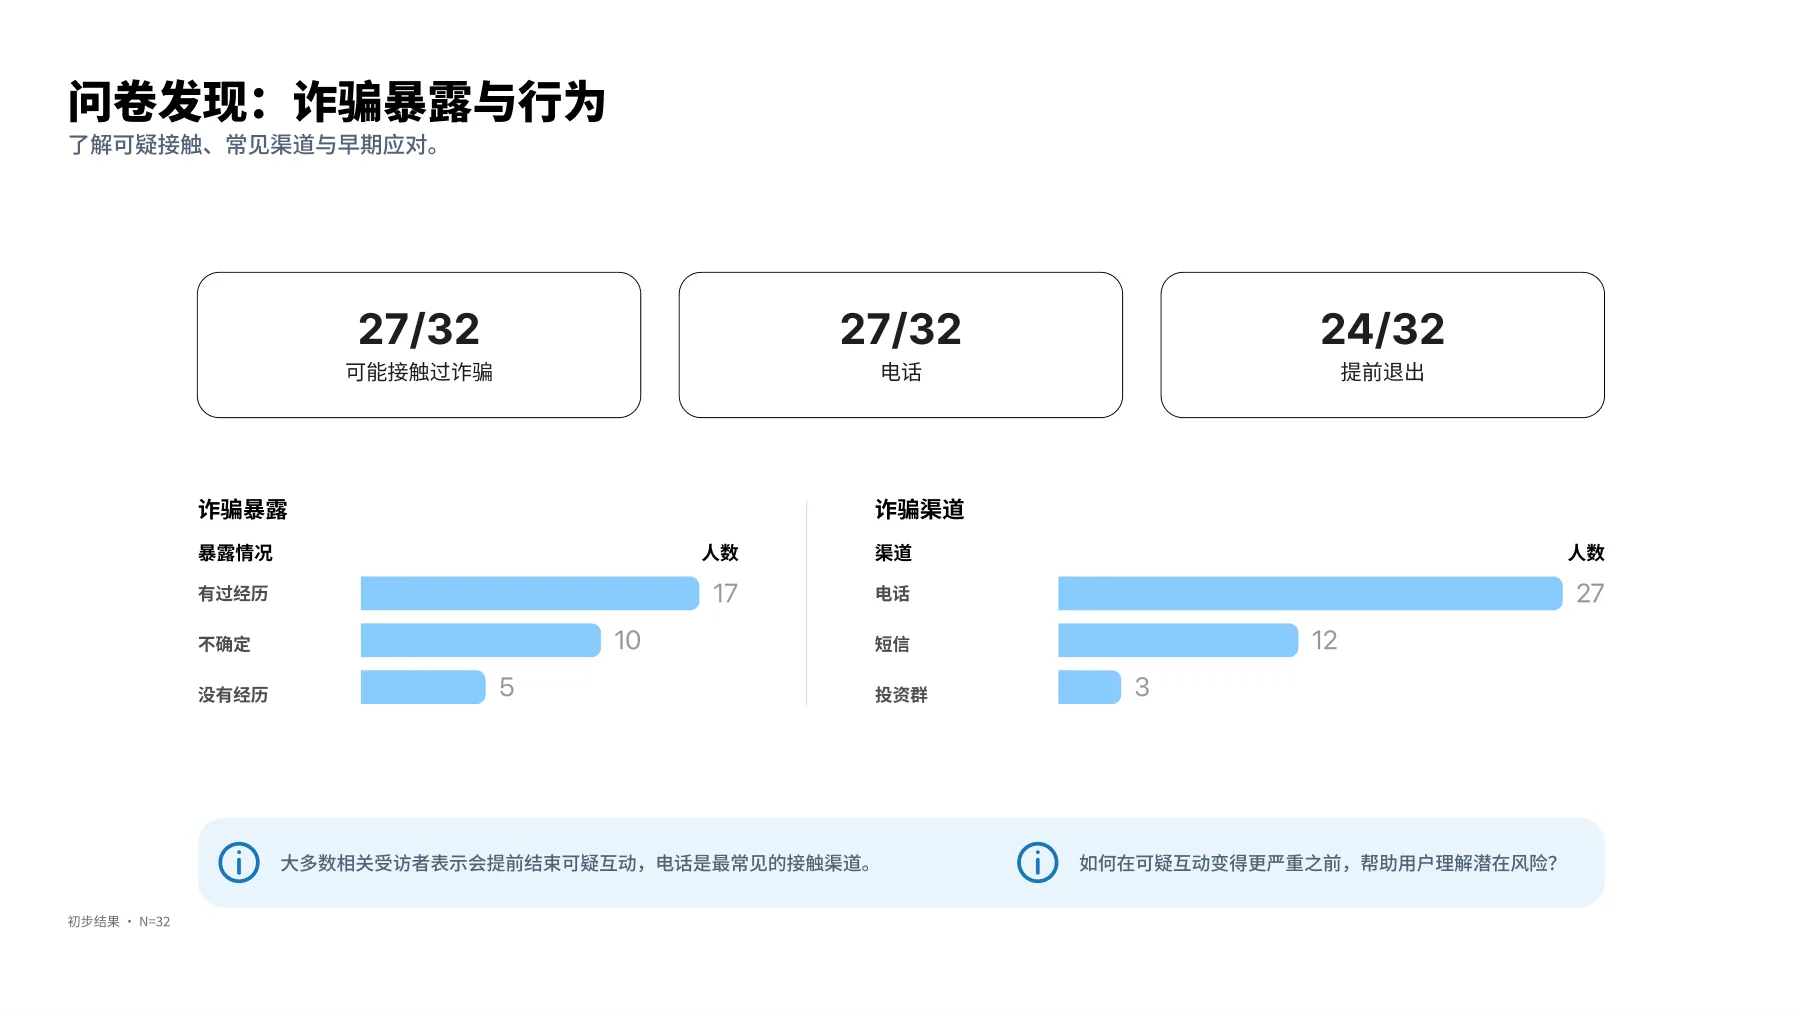 问卷发现：诈骗暴露与行为
了解可疑接触、常见渠道与早期应对。
27/32
可能接触过诈骗
27/32
电话
24/32
提前退出
诈骗暴露
暴露情况 人数
有过经历 17
不确定 10
没有经历 5
诈骗渠道
渠道 人数
电话 27
短信 12
投资群 3
大多数相关受访者表示会提前结束可疑互动，电话是最常见的接触渠道。
如何在可疑互动变得更严重之前，帮助用户理解潜在风险？
初步结果 • N=32